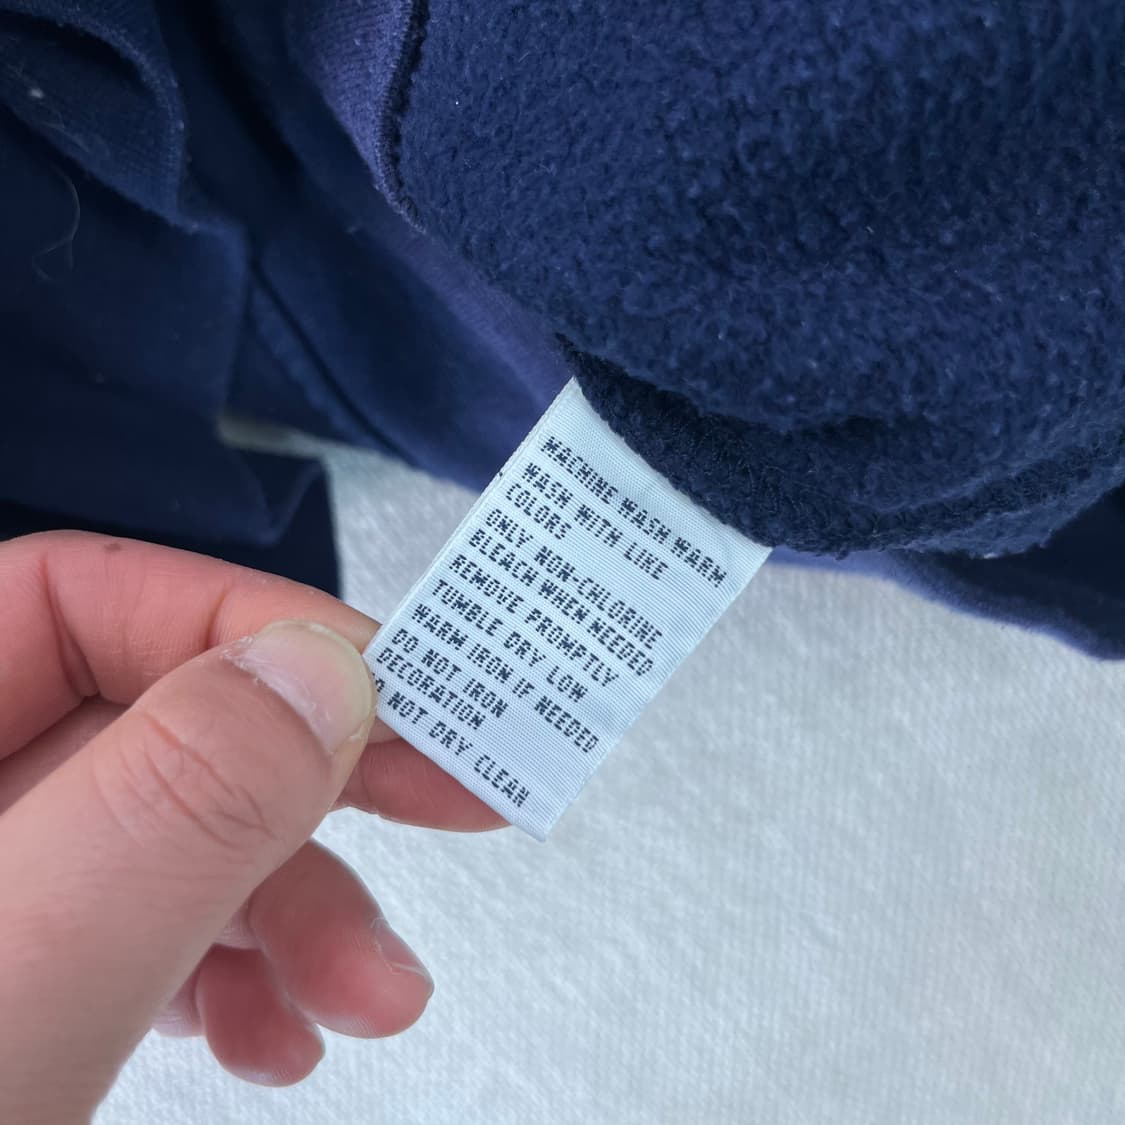 MACHINE WASH WARM
WASH WITH LIKE
COLORS
ONLY NON-CHLORINE
BLEACH WHEN NEEDED
REMOVE PROMPTLY
TUMBLE DRY LOW
WARM IRON IF NEEDED
DO NOT IRON
DECORATION
O NOT DRY CLEAN